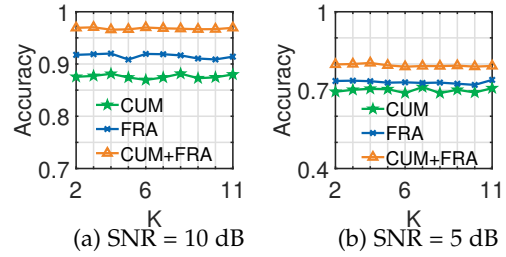 1
0.9
0.8
0.7
Accuracy
CUM
FRA
CUM+FRA
2
6
11
K
(a) SNR = 10 dB
1
0.7
0.4
Accuracy
CUM
FRA
CUM+FRA
2
6
11
K
(b) SNR = 5 dB